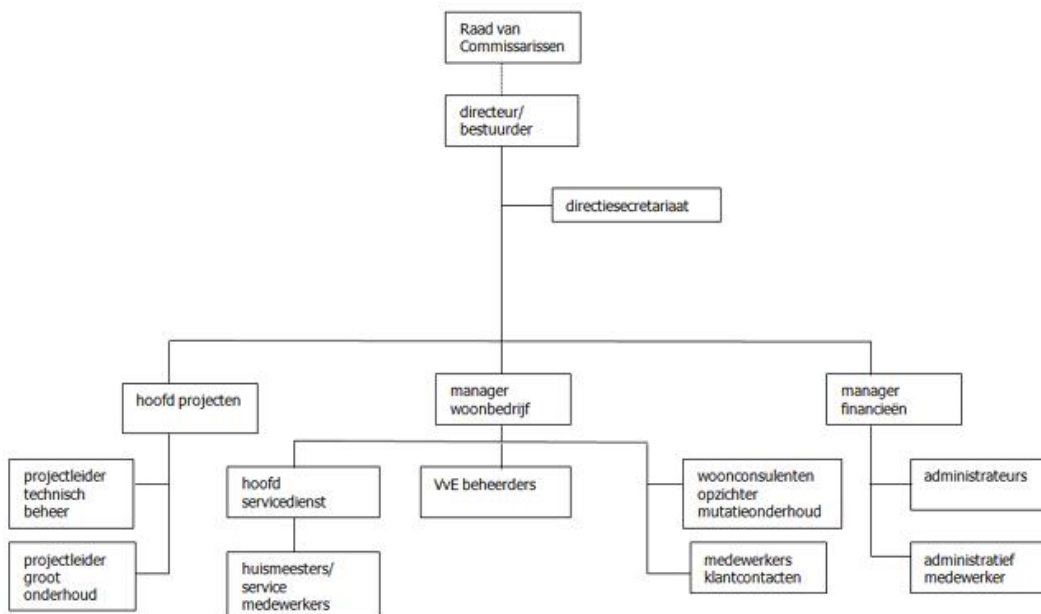 Raad van
Commissarissen
directeur/
bestuurder
directiesecretariaat
hoofd projecten
manager
woonbedrijf
manager
financieën
projectleider
technisch
beheer
hoofd
servicedienst
VvE beheerders
woonconsulenten
opzichter
mutatieonderhoud
administrateurs
projectleider
groot
onderhoud
huismeesters/
service
medewerkers
medewerkers
klantcontacten
administratief
medewerker